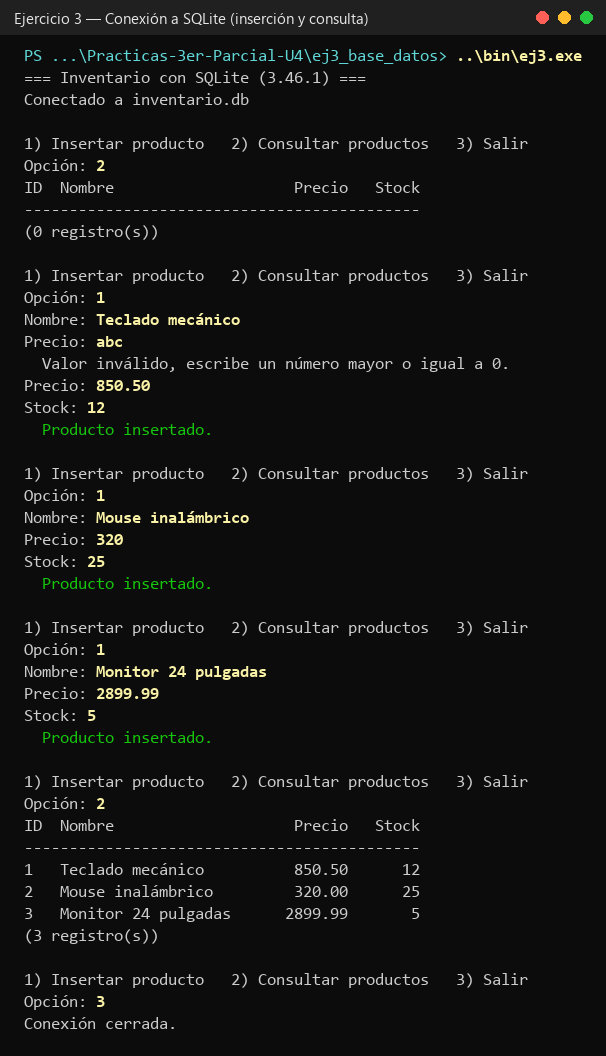 Ejercicio 3 — Conexión a SQLite (inserción y consulta)
PS ...\Practicas-3er-Parcial-U4\ej3_base_datos> ..\bin\ej3.exe
=== Inventario con SQLite (3.46.1) ===
Conectado a inventario.db
1) Insertar producto   2) Consultar productos   3) Salir
Opción: 2
ID  Nombre                    Precio   Stock
--------------------------------------------
(0 registro(s))
1) Insertar producto   2) Consultar productos   3) Salir
Opción: 1
Nombre: Teclado mecánico
Precio: abc
  Valor inválido, escribe un número mayor o igual a 0.
Precio: 850.50
Stock: 12
  Producto insertado.
1) Insertar producto   2) Consultar productos   3) Salir
Opción: 1
Nombre: Mouse inalámbrico
Precio: 320
Stock: 25
  Producto insertado.
1) Insertar producto   2) Consultar productos   3) Salir
Opción: 1
Nombre: Monitor 24 pulgadas
Precio: 2899.99
Stock: 5
  Producto insertado.
1) Insertar producto   2) Consultar productos   3) Salir
Opción: 2
ID  Nombre                    Precio   Stock
--------------------------------------------
1   Teclado mecánico          850.50      12
2   Mouse inalámbrico         320.00      25
3   Monitor 24 pulgadas      2899.99       5
(3 registro(s))
1) Insertar producto   2) Consultar productos   3) Salir
Opción: 3
Conexión cerrada.